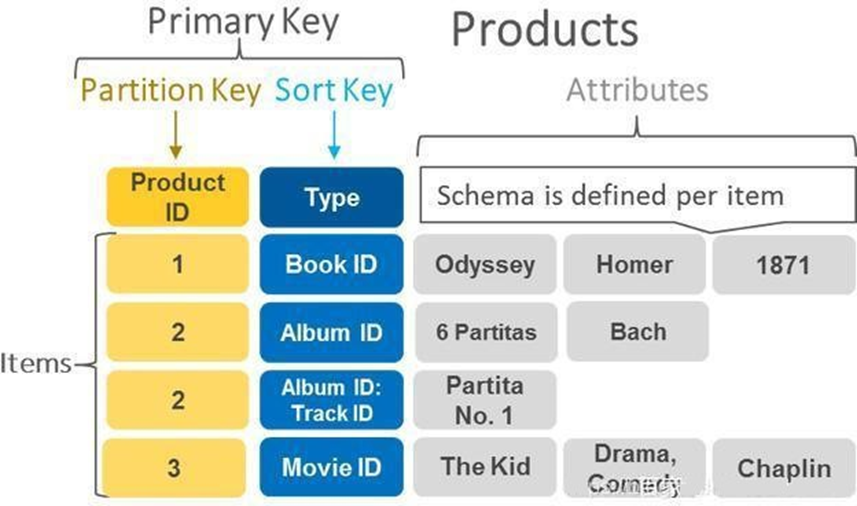 Primary Key
Products
Partition Key Sort Key
Attributes
Product
ID
Type
Schema is defined per item
Items
1
Book ID
Odyssey
Homer
1871
2
Album ID
6 Partitas
Bach
2
Album ID:
Track ID
Partita
No. 1
3
Movie ID
The Kid
Drama,
Comedy
Chaplin